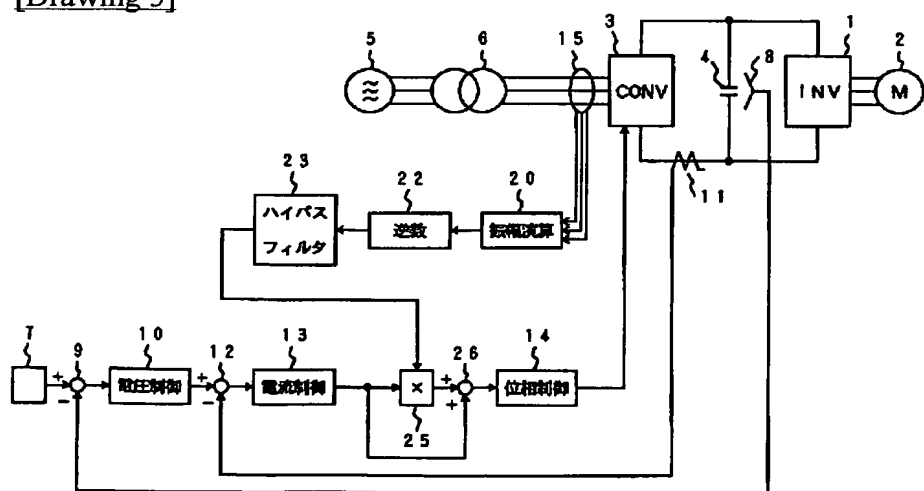 [Drawing 5]
5
6
15
3
4
8
1
2
≈
CONV
INV
M
11
23
22
20
ハイパス
フィルタ
逆数
振幅演算
7
9
10
12
13
26
14
+
-
電圧制御
+
-
電流制御
×
+
+
位相制御
25